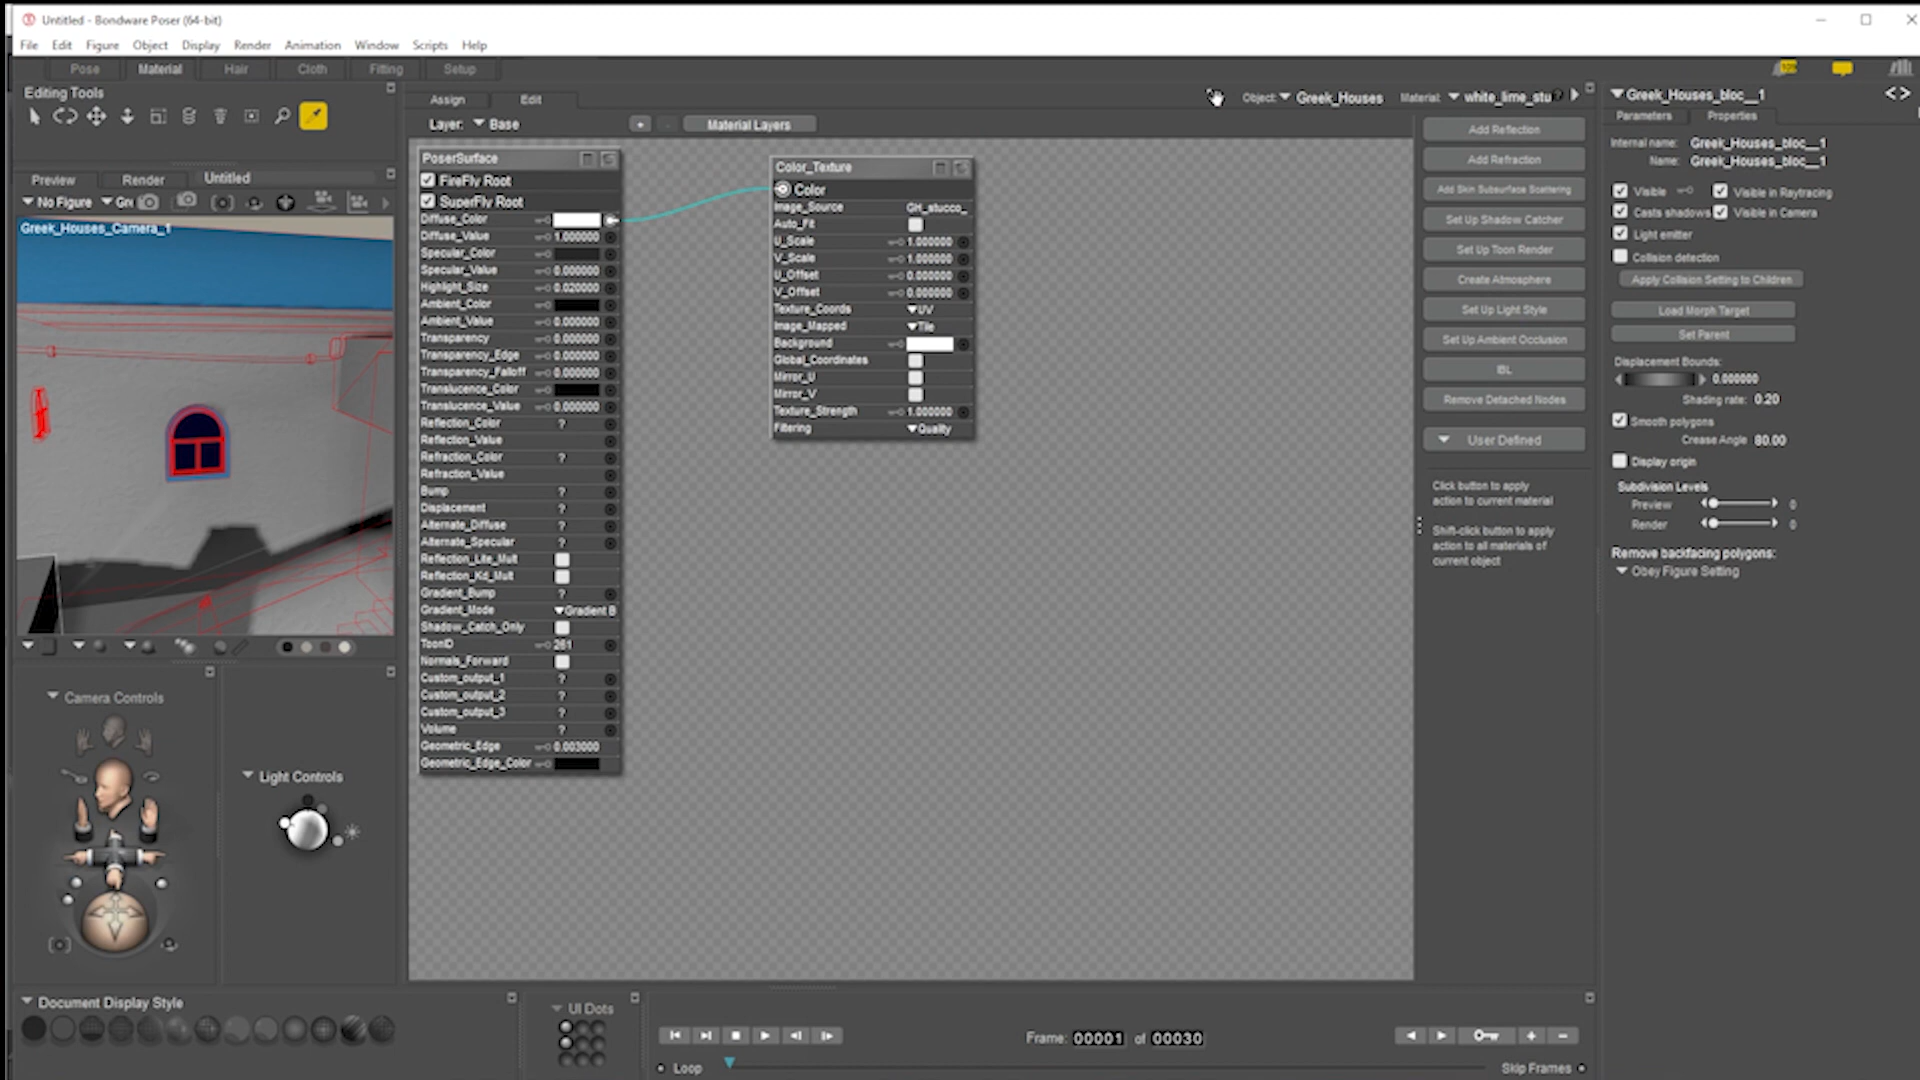 Untitled - Bondware Poser (64-bit)
File Edit Figure Object Display Render Animation Window Scripts Help
Pose Material Hair Cloth Fitting Setup
Editing Tools
Preview Render Untitled
No Figure
Greek_Houses_Camera_1
Camera Controls
Light Controls
Assign Edit
Object: Greek_Houses Material: white_lime_stu
Layer: Base + - Material Layers
PoserSurface
FireFly Root
SuperFly Root
Diffuse_Color
Diffuse_Value 1.000000
Specular_Color
Specular_Value 0.000000
Highlight_Size 0.020000
Ambient_Color
Ambient_Value 0.000000
Transparency 0.000000
Transparency_Edge 0.000000
Transparency_Falloff 0.000000
Translucence_Color
Translucence_Value 0.000000
Reflection_Color ?
Reflection_Value
Refraction_Color ?
Refraction_Value
Bump ?
Displacement ?
Alternate_Diffuse ?
Alternate_Specular ?
Reflection_Lite_Mult
Reflection_Kd_Mult
Gradient_Bump ?
Gradient_Mode Gradient B
Shadow_Catch_Only
ToonID 261
Normals_Forward
Custom_output_1 ?
Custom_output_2 ?
Custom_output_3 ?
Volume ?
Geometric_Edge 0.003000
Geometric_Edge_Color
Color_Texture
Color
Image_Source GH_stucco_
Auto_Fit
U_Scale 1.000000
V_Scale 1.000000
U_Offset 0.000000
V_Offset 0.000000
Texture_Coords UV
Image_Mapped Tile
Background
Global_Coordinates
Mirror_U
Mirror_V
Texture_Strength 1.000000
Filtering Quality
Add Reflection
Add Refraction
Add Skin Subsurface Scattering
Set Up Shadow Catcher
Set Up Toon Render
Create Atmosphere
Set Up Light Style
Set Up Ambient Occlusion
IBL
Remove Detached Nodes
User Defined
Click button to apply
action to current material
Shift-click button to apply
action to all materials of
current object
Greek_Houses_bloc__1
Parameters Properties
Internal name: Greek_Houses_bloc__1
Name: Greek_Houses_bloc__1
Visible Visible in Raytracing
Casts shadows Visible in Camera
Light emitter
Collision detection
Apply Collision Setting to Children
Load Morph Target
Set Parent
Displacement Bounds:
0.000000
Shading rate: 0.20
Smooth polygons
Crease Angle 80.00
Display origin
Subdivision Levels
Preview 0
Render 0
Remove backfacing polygons:
Obey Figure Setting
Document Display Style
UI Dots
Frame: 00001 of 00030
Loop
Skip Frames